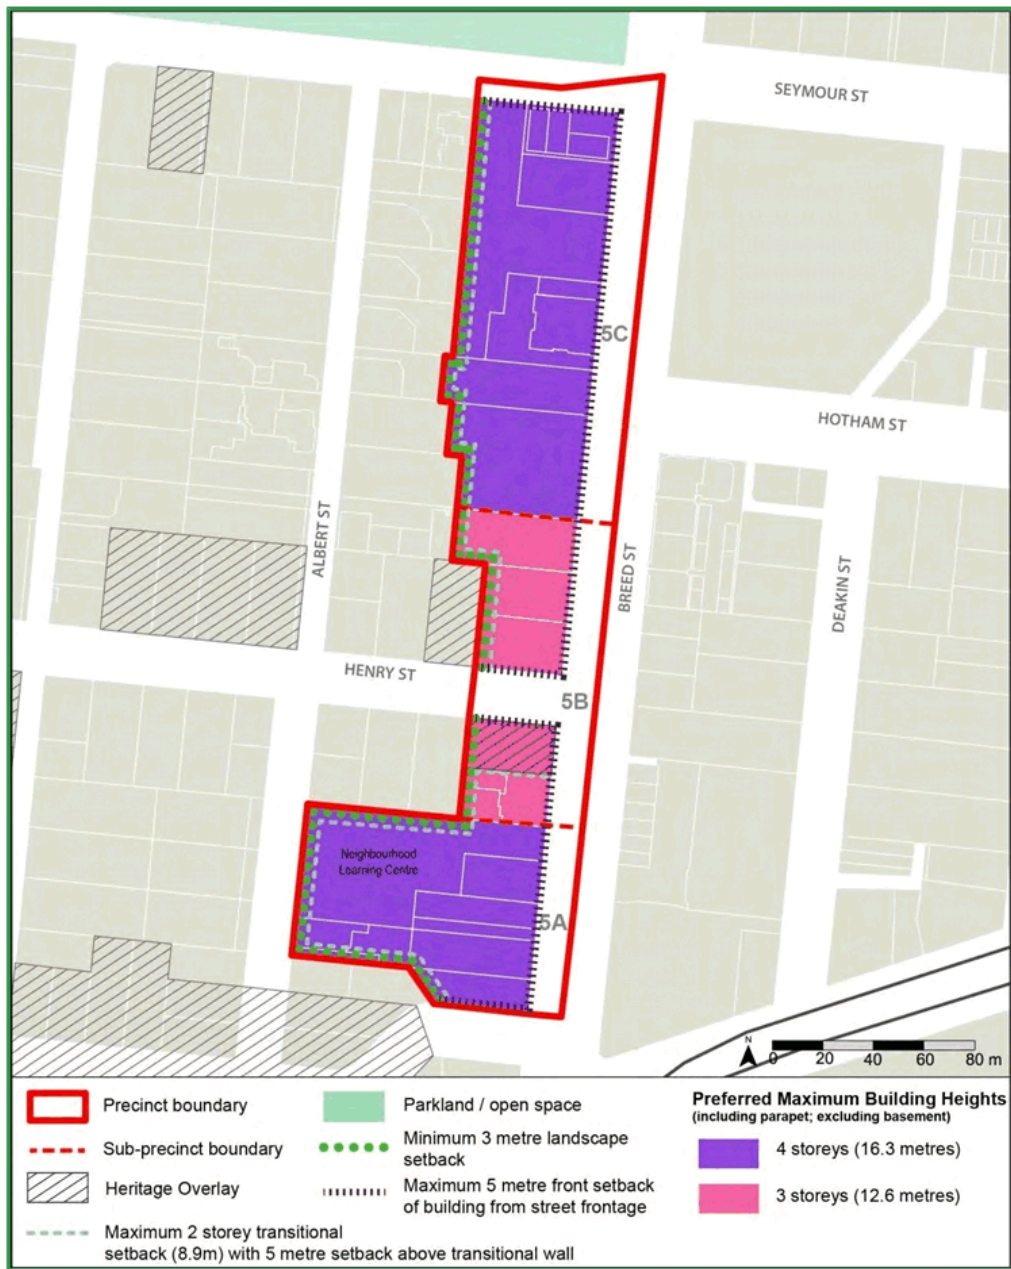 SEYMOUR ST
5C
HOTHAM ST
ALBERT ST
BREED ST
DEAKIN ST
HENRY ST
5B
Neighbourhood
Learning Centre
5A
N
0 20 40 60 80 m
Precinct boundary
Sub-precinct boundary
Heritage Overlay
Maximum 2 storey transitional
setback (8.9m) with 5 metre setback above transitional wall
Parkland / open space
Minimum 3 metre landscape
setback
Maximum 5 metre front setback
of building from street frontage
Preferred Maximum Building Heights
(including parapet; excluding basement)
4 storeys (16.3 metres)
3 storeys (12.6 metres)